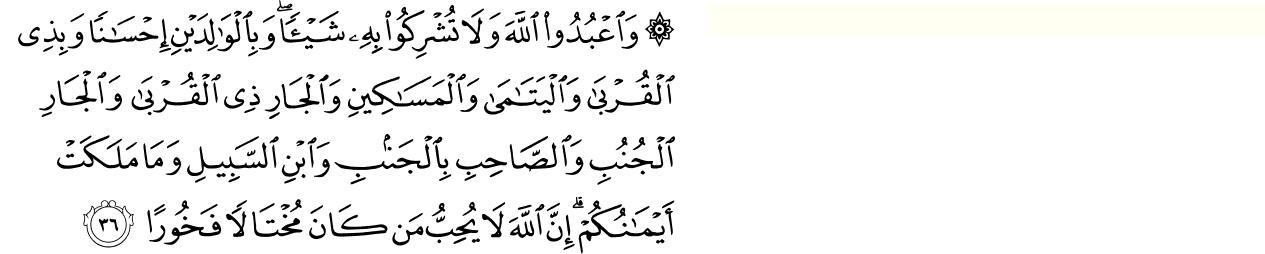 ۞ وَٱعْبُدُوا۟ ٱللَّهَ وَلَا تُشْرِكُوا۟ بِهِۦ شَيْـًٔا ۖ وَبِٱلْوَٰلِدَيْنِ إِحْسَـٰنًا وَبِذِى
ٱلْقُرْبَىٰ وَٱلْيَتَـٰمَىٰ وَٱلْمَسَـٰكِينِ وَٱلْجَارِ ذِى ٱلْقُرْبَىٰ وَٱلْجَارِ
ٱلْجُنُبِ وَٱلصَّاحِبِ بِٱلْجَنۢبِ وَٱبْنِ ٱلسَّبِيلِ وَمَا مَلَكَتْ
أَيْمَـٰنُكُمْ ۗ إِنَّ ٱللَّهَ لَا يُحِبُّ مَن كَانَ مُخْتَالًا فَخُورًا ٣٦